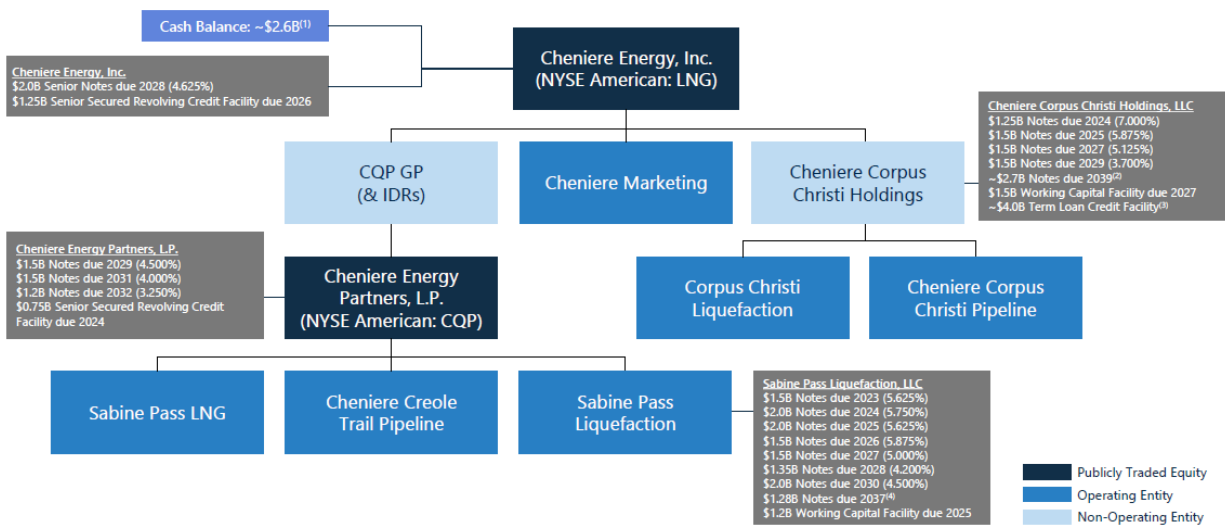 Cash Balance: ~$2.6B(1)
Cheniere Energy, Inc.
(NYSE American: LNG)
Cheniere Energy, Inc.
$2.0B Senior Notes due 2028 (4.625%)
$1.25B Senior Secured Revolving Credit Facility due 2026
Cheniere Corpus Christi Holdings, LLC
$1.25B Notes due 2024 (7.000%)
$1.5B Notes due 2025 (5.875%)
$1.5B Notes due 2027 (5.125%)
$1.5B Notes due 2029 (3.700%)
~$2.7B Notes due 2039(2)
$1.5B Working Capital Facility due 2027
~$4.0B Term Loan Credit Facility(3)
CQP GP
(& IDRs)
Cheniere Marketing
Cheniere Corpus
Christi Holdings
Cheniere Energy Partners, L.P.
$1.5B Notes due 2029 (4.500%)
$1.5B Notes due 2031 (4.000%)
$1.2B Notes due 2032 (3.250%)
$0.75B Senior Secured Revolving Credit
Facility due 2024
Cheniere Energy
Partners, L.P.
(NYSE American: CQP)
Corpus Christi
Liquefaction
Cheniere Corpus
Christi Pipeline
Sabine Pass LNG
Cheniere Creole
Trail Pipeline
Sabine Pass
Liquefaction
Sabine Pass Liquefaction, LLC
$1.5B Notes due 2023 (5.625%)
$2.0B Notes due 2024 (5.750%)
$2.0B Notes due 2025 (5.625%)
$1.5B Notes due 2026 (5.875%)
$1.5B Notes due 2027 (5.000%)
$1.35B Notes due 2028 (4.200%)
$2.0B Notes due 2030 (4.500%)
$1.28B Notes due 2037(4)
$1.2B Working Capital Facility due 2025
Publicly Traded Equity
Operating Entity
Non-Operating Entity